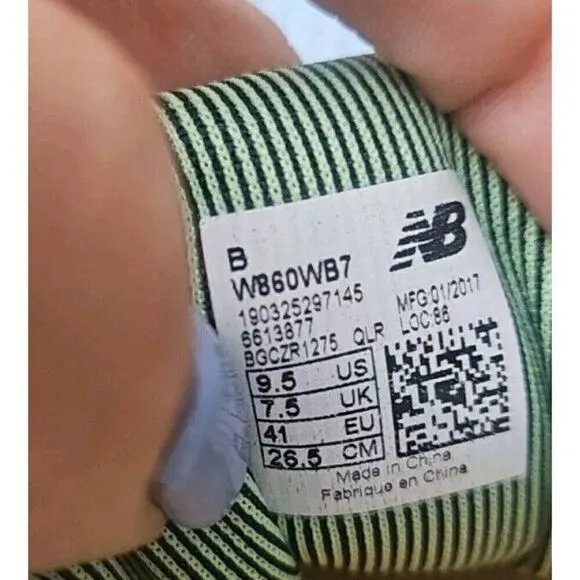 NB
B
W860WB7
190325297145
6613877
BGCZR1275 QLR
MFG:01/2017
LOC:86
9.5 US
7.5 UK
41 EU
26.5 CM
Made in China
Fabrique en Chine